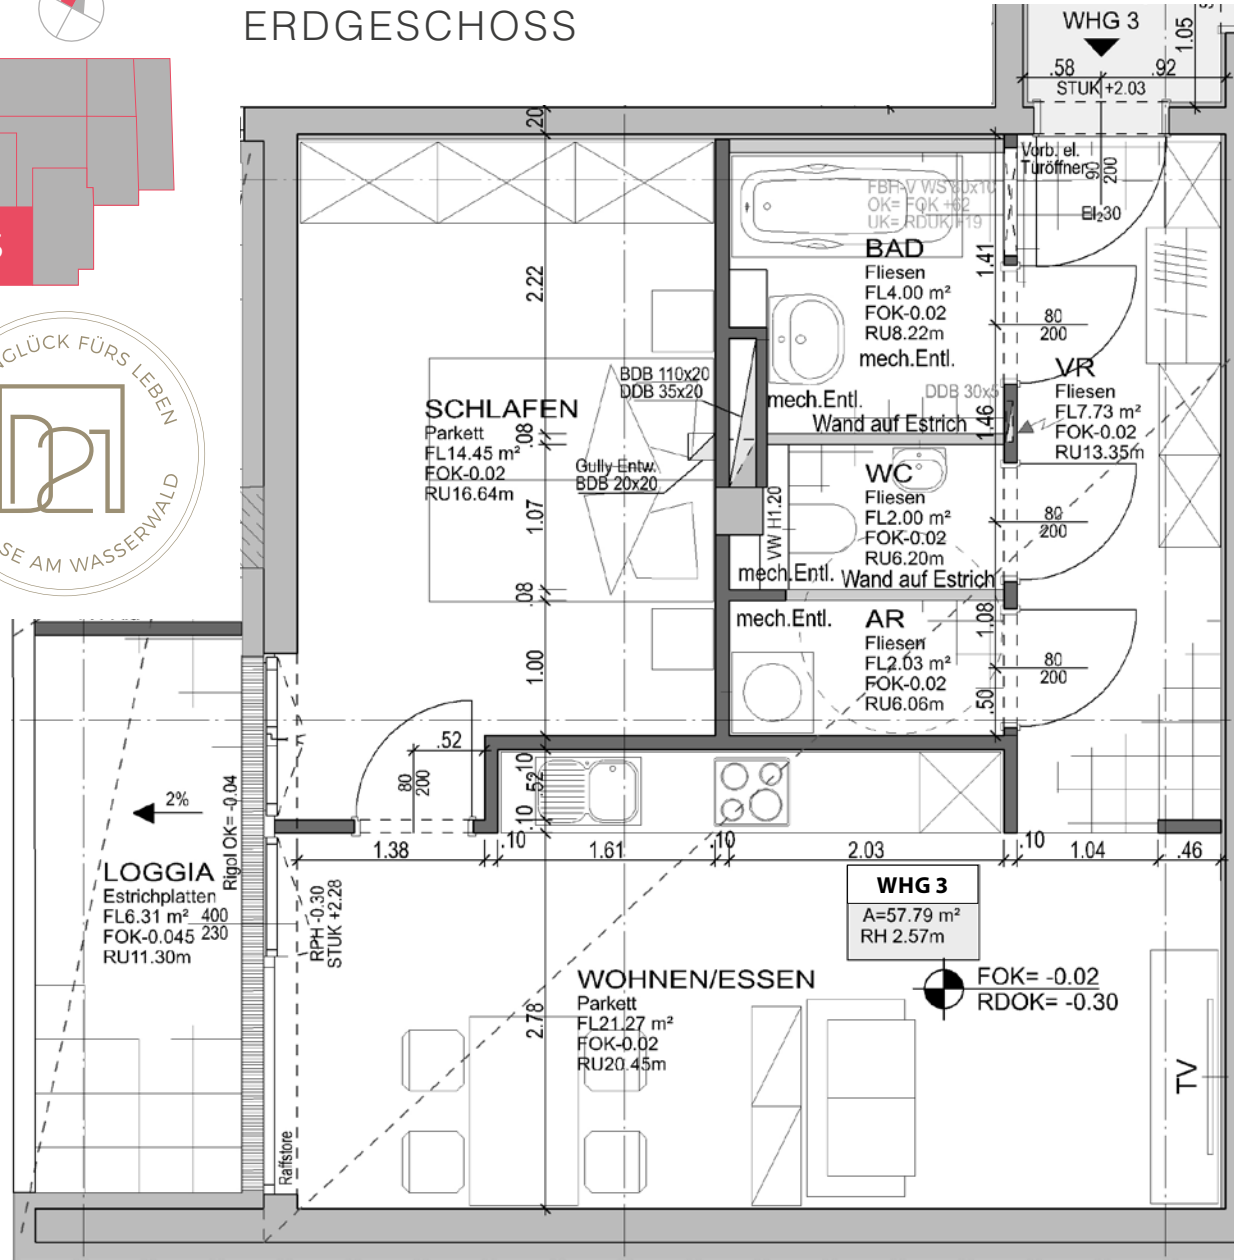 ERDGESCHOSS
WHG 3
1.05
.58
.92
STUK +2.03
.20
Vorb. el.
Türöffner
90
200
EI₂30
FBH-V WS 80x10
OK= FOK +62
UK= RDUK +19
BAD
Fliesen
FL4.00 m²
FOK-0.02
RU8.22m
mech.Entl.
1.41
2.22
80
200
VR
Fliesen
FL7.73 m²
FOK-0.02
RU13.35m
BDB 110x20
DDB 35x20
DDB 30x5
mech.Entl.
Wand auf Estrich
1.46
SCHLAFEN
Parkett
FL14.45 m²
FOK-0.02
RU16.64m
.08
Gully Entw.
BDB 20x20
1.07
VW H1.20
WC
Fliesen
FL2.00 m²
FOK-0.02
RU6.20m
80
200
mech.Entl.
Wand auf Estrich
.08
1.00
mech.Entl.
AR
Fliesen
FL2.03 m²
FOK-0.02
RU6.06m
1.08
.50
80
200
GLÜCK FÜRS LEBEN
AM WASSERWALD
.52
80
200
.10
.52
.10
2%
Rigol OK= -0.04
1.38
.10
1.61
.10
2.03
.10
1.04
.46
LOGGIA
Estrichplatten
FL6.31 m²
FOK-0.045
RU11.30m
400
230
RPH -0.30
STUK +2.28
WHG 3
A=57.79 m²
RH 2.57m
WOHNEN/ESSEN
Parkett
FL21.27 m²
FOK-0.02
RU20.45m
FOK= -0.02
RDOK= -0.30
2.78
TV
Raffstore